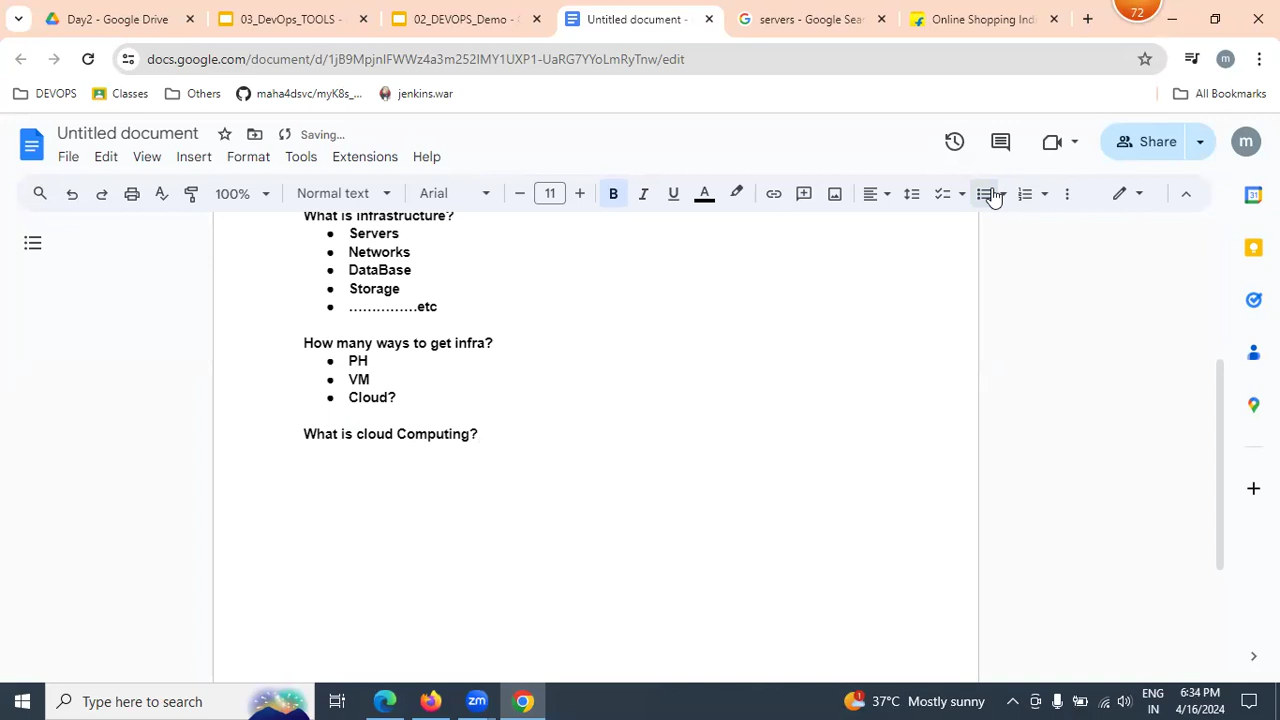 72
Day2 - Google Drive
03_DevOps_TOOLS -
02_DEVOPS_Demo -
Untitled document -
servers - Google Sea
Online Shopping Ind
docs.google.com/document/d/1jB9MpjnIFWWz4a3m252IMY1UXP1-UaRG7YYoLmRyTnw/edit
m
DEVOPS
Classes
Others
maha4dsvc/myK8s_...
jenkins.war
All Bookmarks
Untitled document
Saving...
File Edit View Insert Format Tools Extensions Help
Share
m
100%
Normal text
Arial
11
B I U A
What is infrastructure?
● Servers
● Networks
● DataBase
● Storage
● ……………etc
How many ways to get infra?
● PH
● VM
● Cloud?
What is cloud Computing?
31
Type here to search
zm
1
37°C Mostly sunny
ENG
IN
6:34 PM
4/16/2024